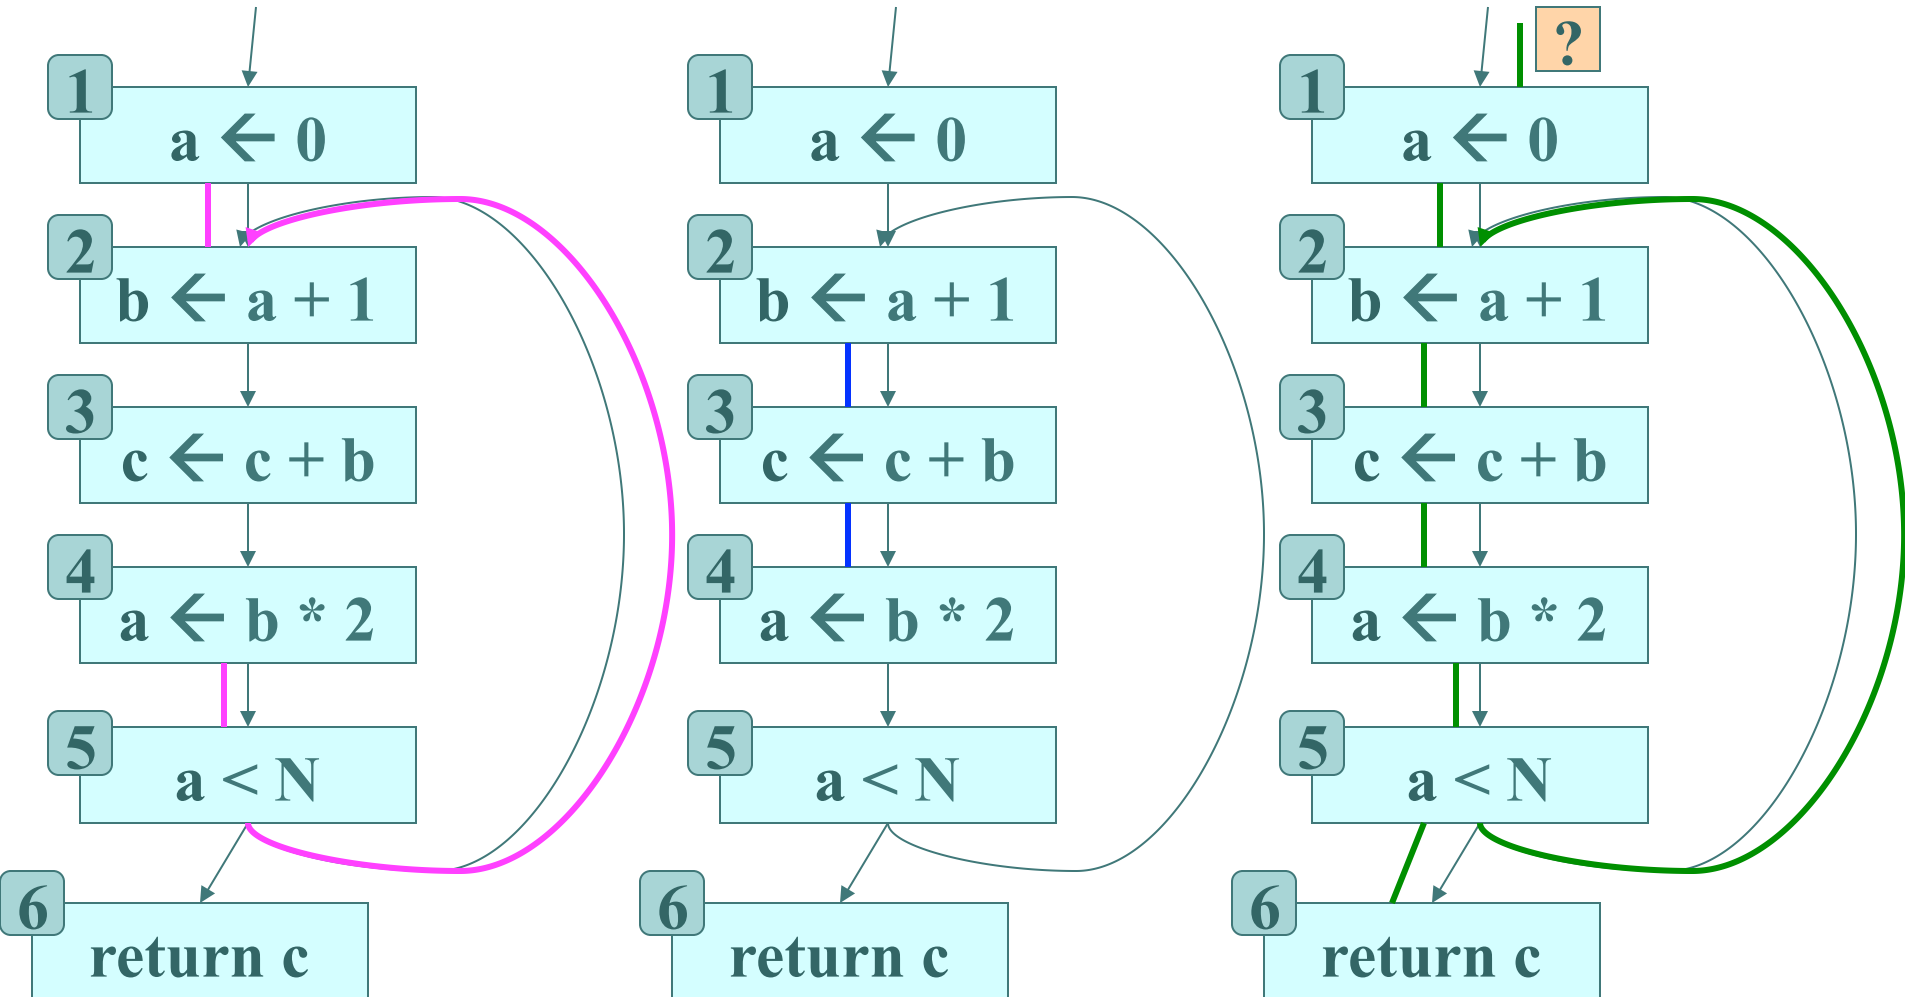 1
a ← 0
2
b ← a + 1
3
c ← c + b
4
a ← b * 2
5
a < N
6
return c
1
a ← 0
2
b ← a + 1
3
c ← c + b
4
a ← b * 2
5
a < N
6
return c
?
1
a ← 0
2
b ← a + 1
3
c ← c + b
4
a ← b * 2
5
a < N
6
return c